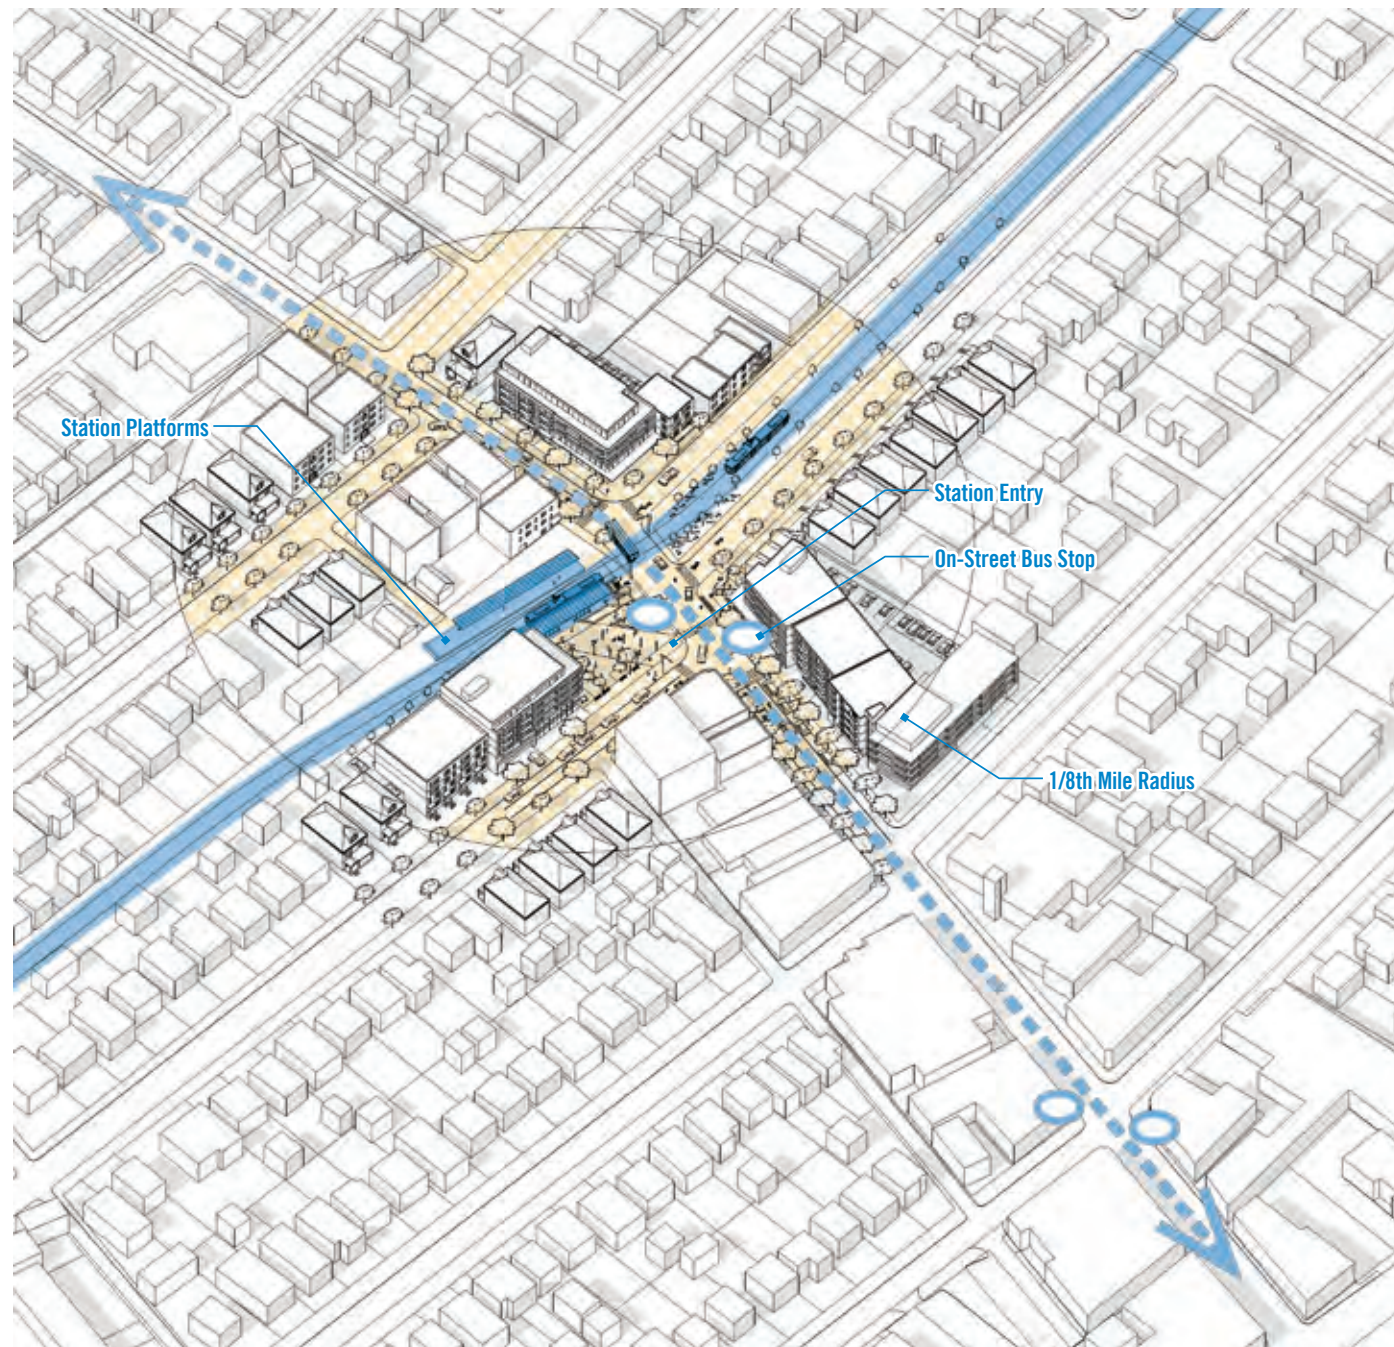 Station Platforms
Station Entry
On-Street Bus Stop
1/8th Mile Radius